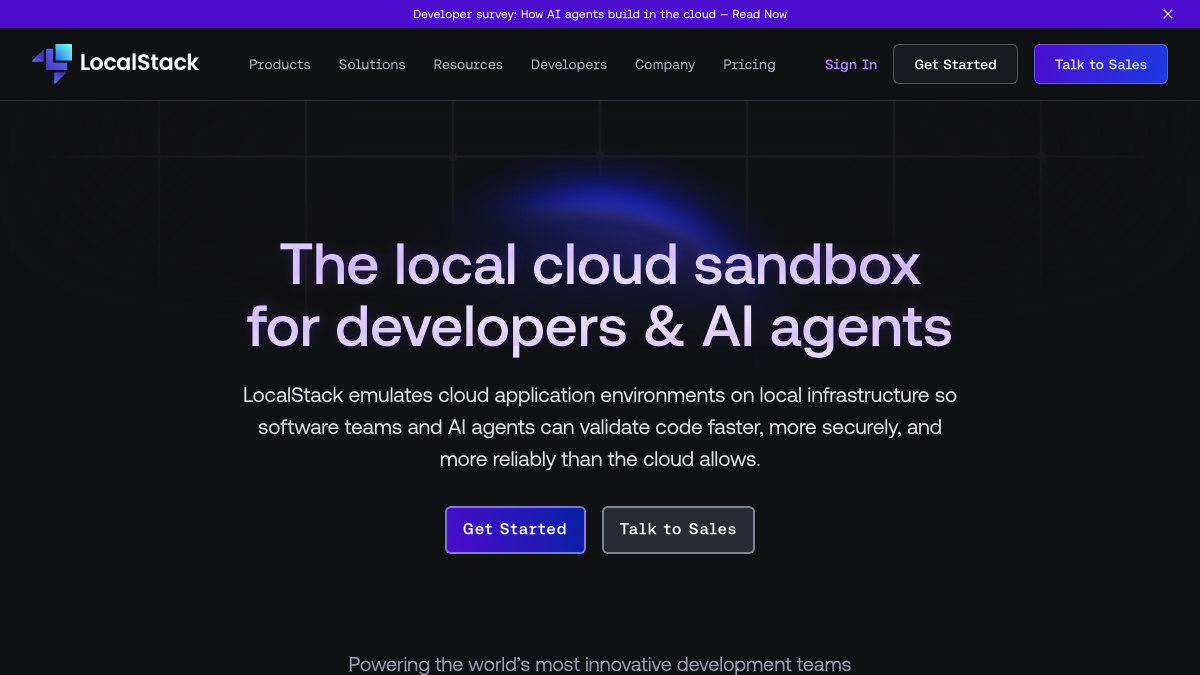 Developer survey: How AI agents build in the cloud — Read Now
LocalStack
Products
Solutions
Resources
Developers
Company
Pricing
Sign In
Get Started
Talk to Sales
The local cloud sandbox
for developers & AI agents
LocalStack emulates cloud application environments on local infrastructure so
software teams and AI agents can validate code faster, more securely, and
more reliably than the cloud allows.
Get Started
Talk to Sales
Powering the world’s most innovative development teams